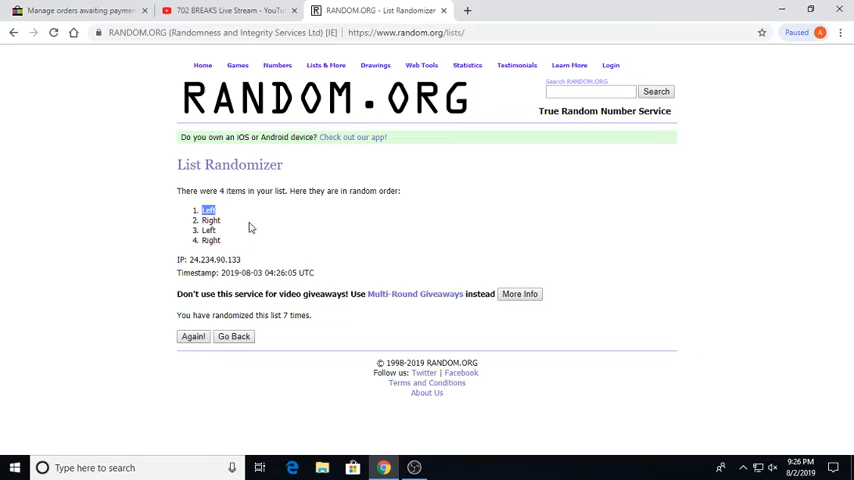 Manage orders awaiting paymen
702 BREAKS Live Stream - YouTu
RANDOM.ORG - List Randomizer
RANDOM.ORG (Randomness and Integrity Services Ltd) [IE] | https://www.random.org/lists/
Paused A
Home Games Numbers Lists & More Drawings Web Tools Statistics Testimonials Learn More Login
RANDOM.ORG
Search RANDOM.ORG
Search
True Random Number Service
Do you own an iOS or Android device? Check out our app!
List Randomizer
There were 4 items in your list. Here they are in random order:
1. Left
2. Right
3. Left
4. Right
IP: 24.234.90.133
Timestamp: 2019-08-03 04:26:05 UTC
Don't use this service for video giveaways! Use Multi-Round Giveaways instead More Info
You have randomized this list 7 times.
Again! Go Back
© 1998-2019 RANDOM.ORG
Follow us: Twitter | Facebook
Terms and Conditions
About Us
Type here to search
9:26 PM
8/2/2019